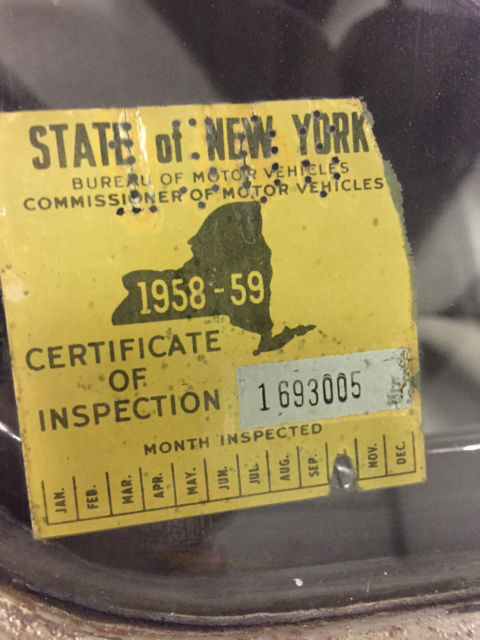 STATE of NEW YORK
BUREAU OF MOTOR VEHICLES
COMMISSIONER OF MOTOR VEHICLES
1958-59
CERTIFICATE
OF
INSPECTION
1693005
MONTH INSPECTED
JAN. FEB. MAR. APR. MAY. JUN. JUL. AUG. SEP. NOV. DEC.